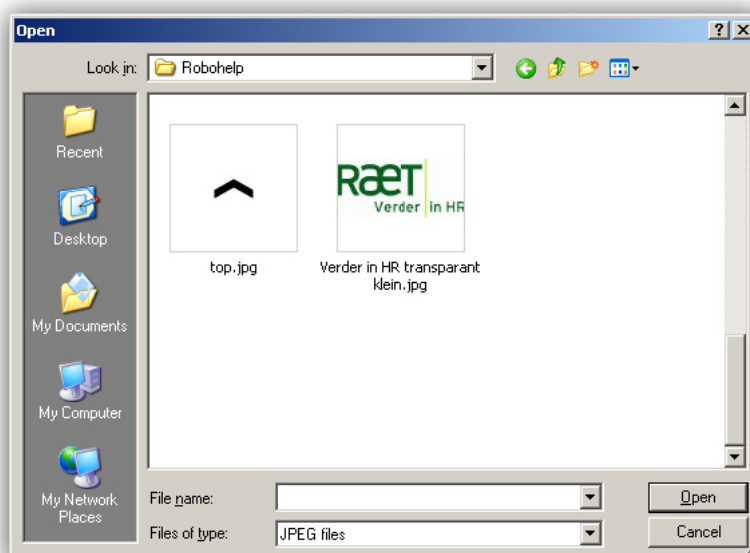 Open
Look in:
Robohelp
Recent
Desktop
My Documents
My Computer
My Network
Places
RaeT
Verder in HR
top.jpg
Verder in HR transparant
klein.jpg
File name:
Open
Files of type:
JPEG files
Cancel